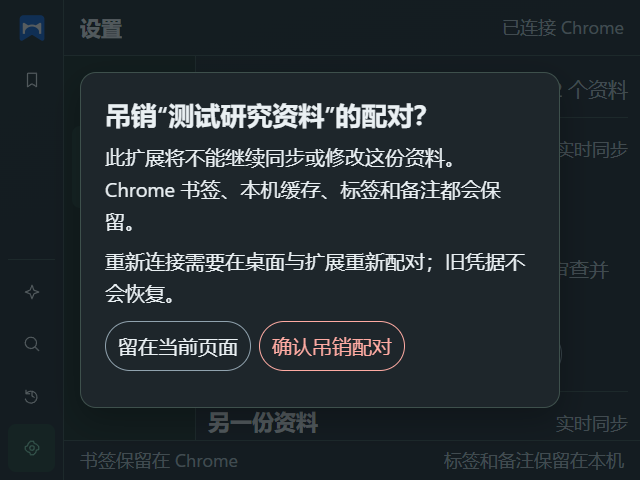 设置
已连接 Chrome
2 个资料
吊销“测试研究资料”的配对？
此扩展将不能继续同步或修改这份资料。
实时同步
Chrome 书签、本机缓存、标签和备注都会保
留。
重新连接需要在桌面与扩展重新配对；旧凭据不
审查并
会恢复。
留在当前页面
确认吊销配对
另一份资料
实时同步
书签保留在 Chrome
标签和备注保留在本机